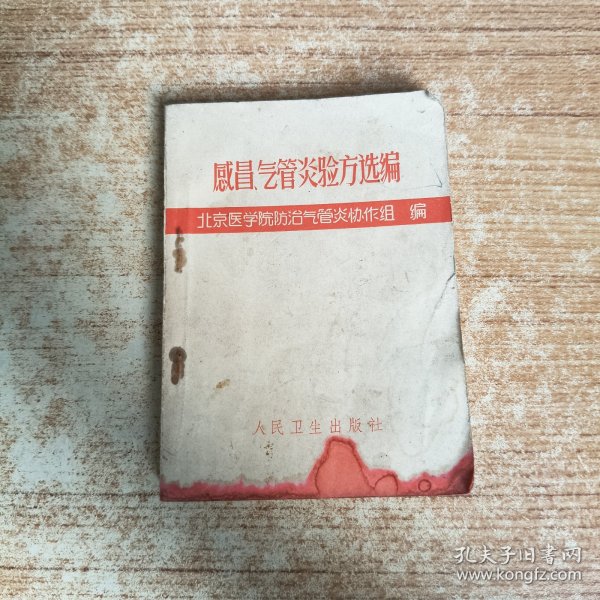 感冒、气管炎验方选编
北京医学院防治气管炎协作组 编
人民卫生出版社
孔夫子旧书网
www.kongfz.com